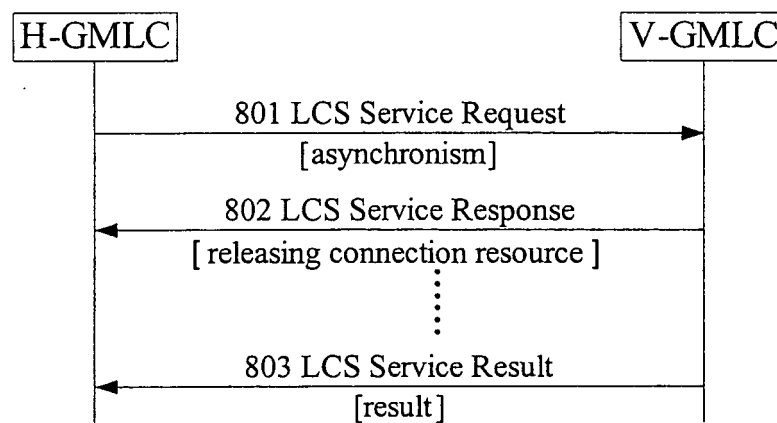 H-GMLC
V-GMLC
801 LCS Service Request
[asynchronism]
802 LCS Service Response
[ releasing connection resource ]
803 LCS Service Result
[result]